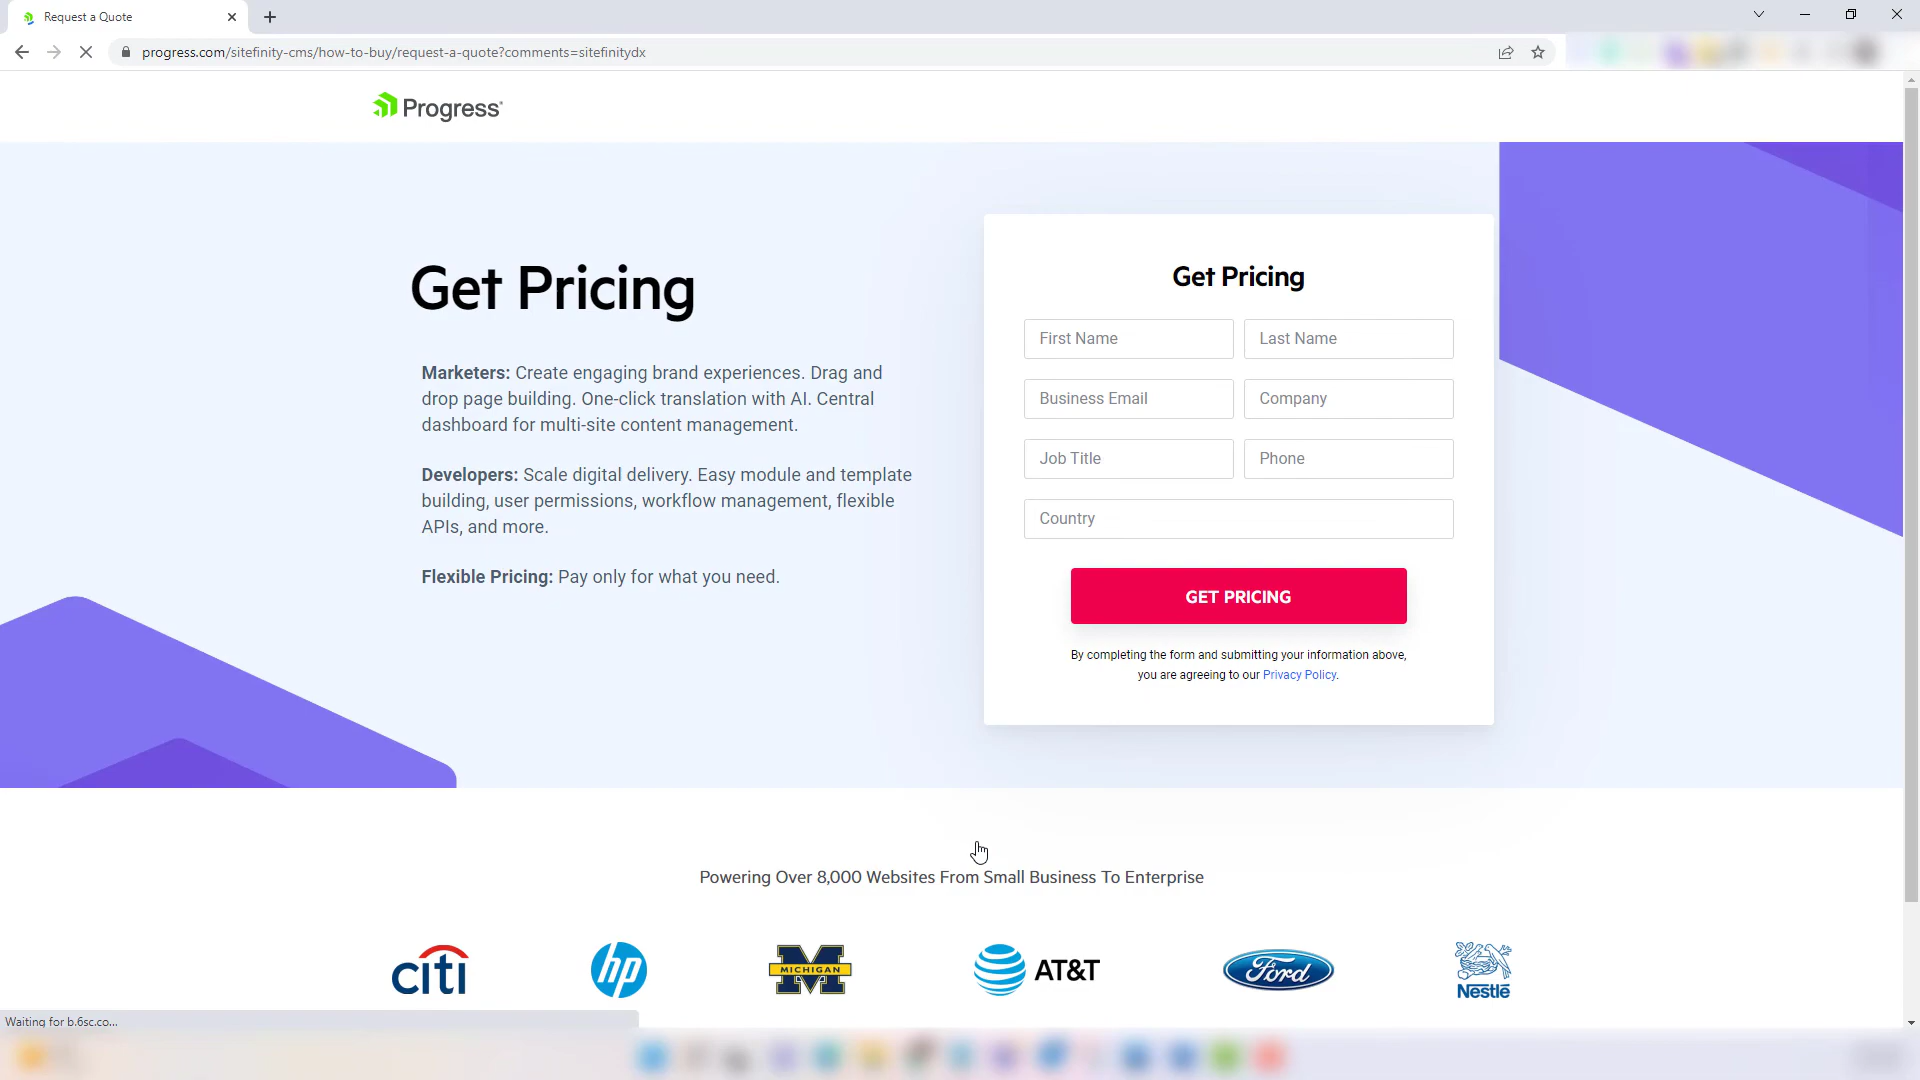 Request a Quote
progress.com/sitefinity-cms/how-to-buy/request-a-quote?comments=sitefinitydx
Progress
Get Pricing
Marketers: Create engaging brand experiences. Drag and
drop page building. One-click translation with AI. Central
dashboard for multi-site content management.
Developers: Scale digital delivery. Easy module and template
building, user permissions, workflow management, flexible
APIs, and more.
Flexible Pricing: Pay only for what you need.
Get Pricing
First Name
Last Name
Business Email
Company
Job Title
Phone
Country
GET PRICING
By completing the form and submitting your information above,
you are agreeing to our Privacy Policy.
Powering Over 8,000 Websites From Small Business To Enterprise
citi
hp
MICHIGAN
AT&T
Ford
Nestlé
Waiting for b.6sc.co...